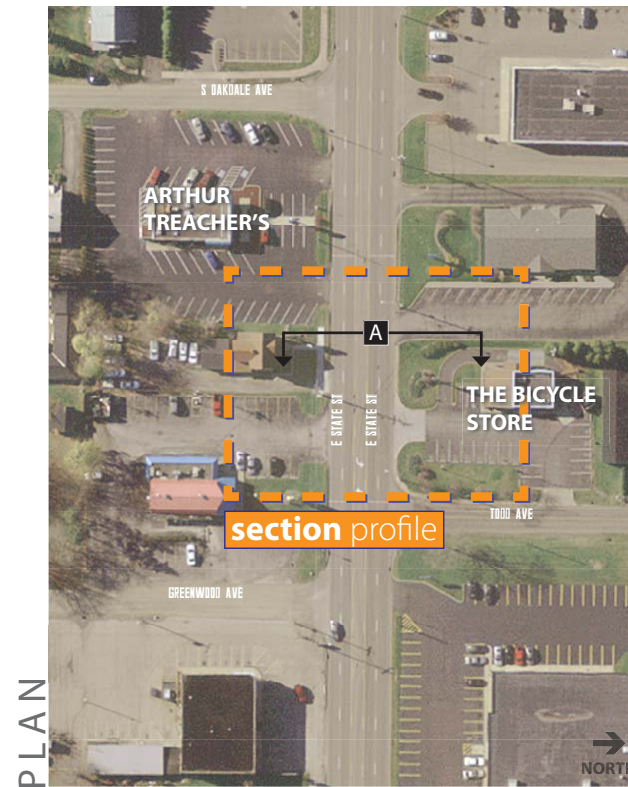 S OAKDALE AVE
ARTHUR
TREACHER'S
A
E STATE ST
E STATE ST
THE BICYCLE
STORE
TODD AVE
section profile
GREENWOOD AVE
PLAN
NORTH